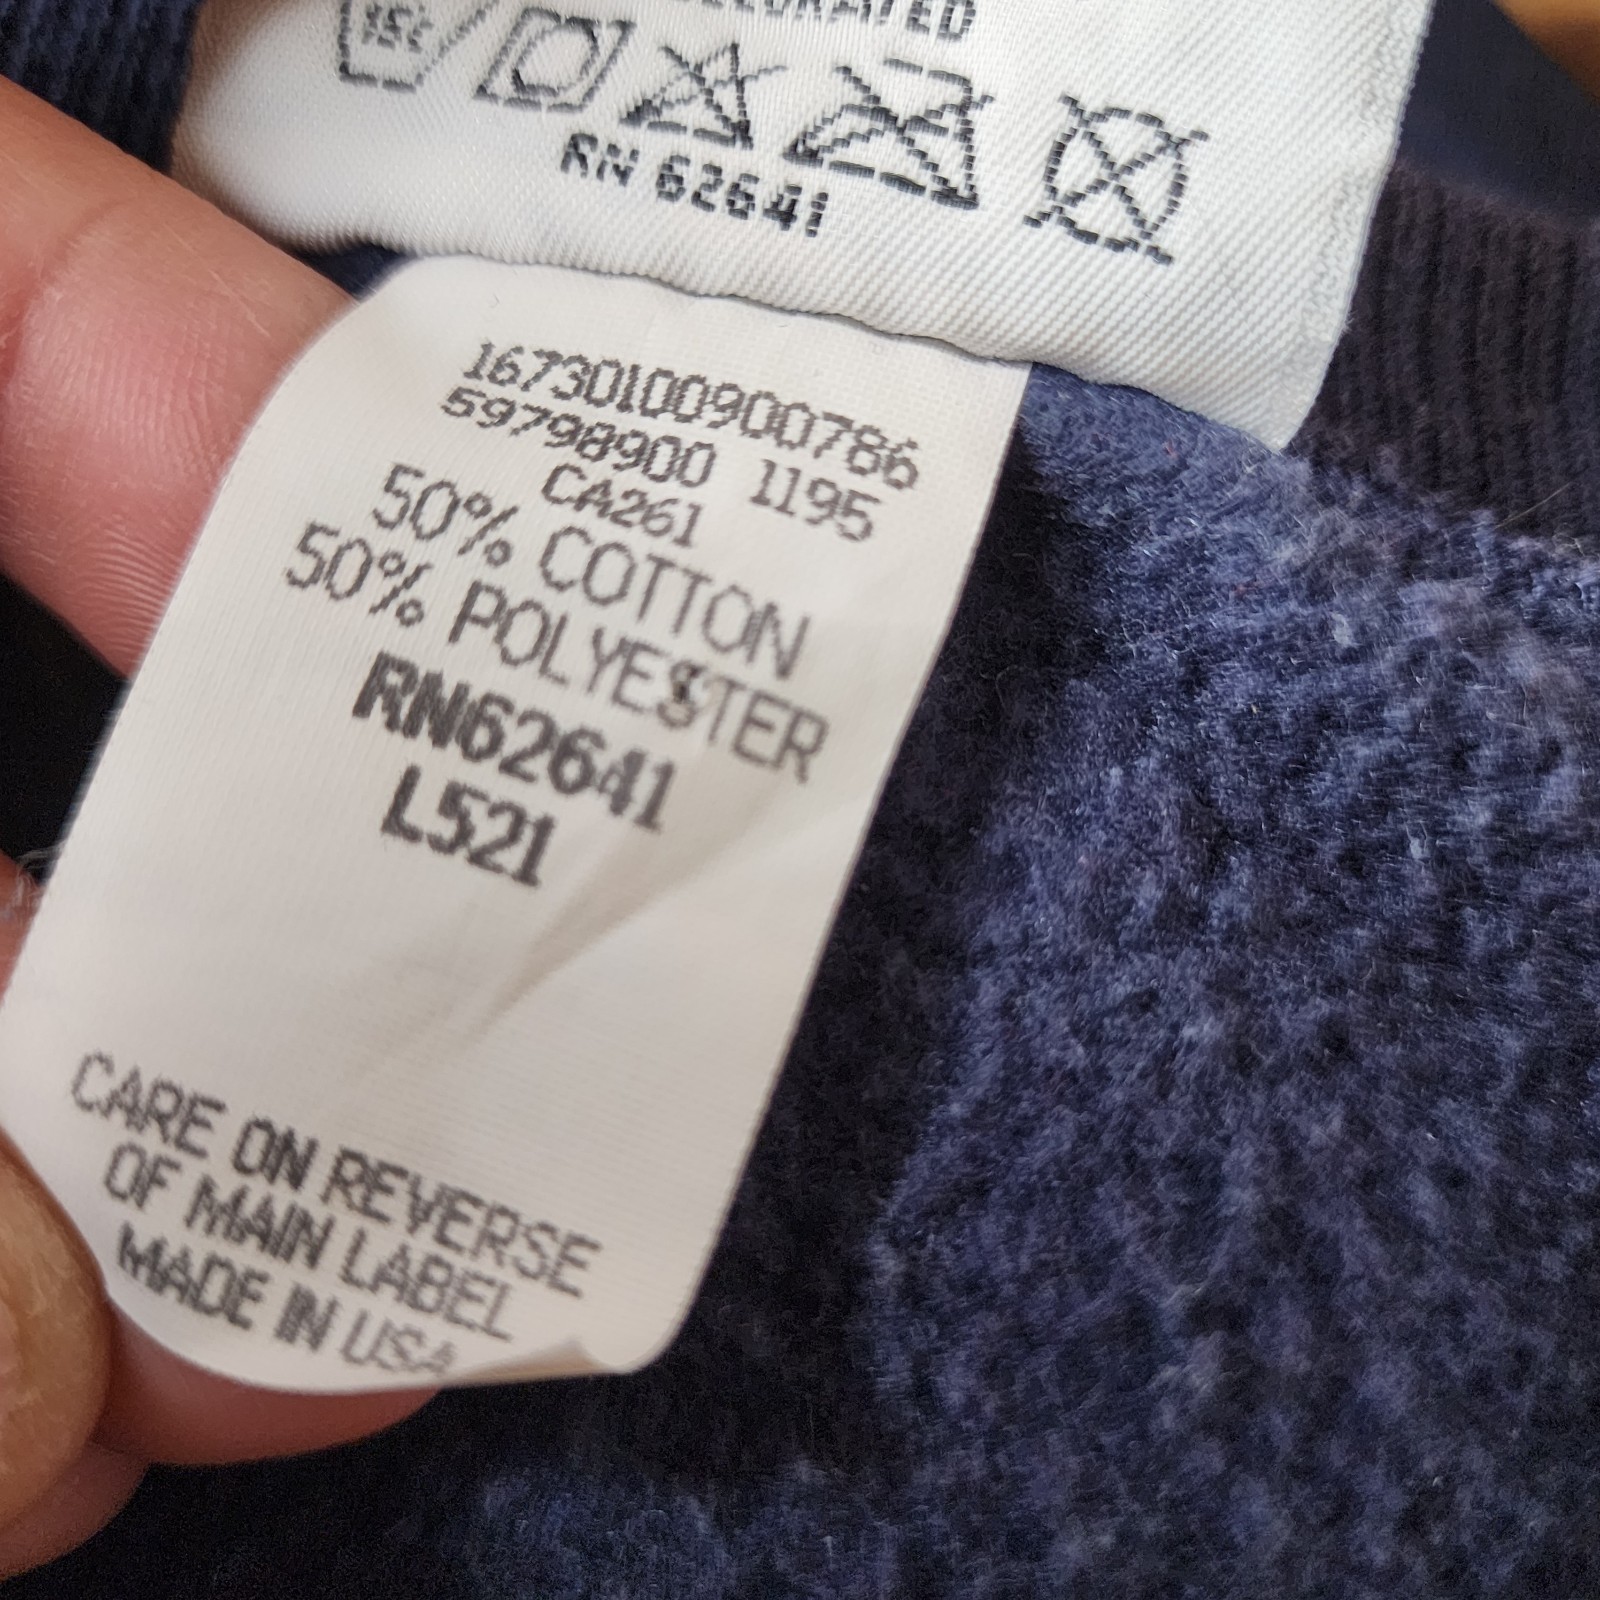 RN 62641
16730100900786
59798900 1195
CA261
50% COTTON
50% POLYESTER
RN62641
L521
CARE ON REVERSE
OF MAIN LABEL
MADE IN USA